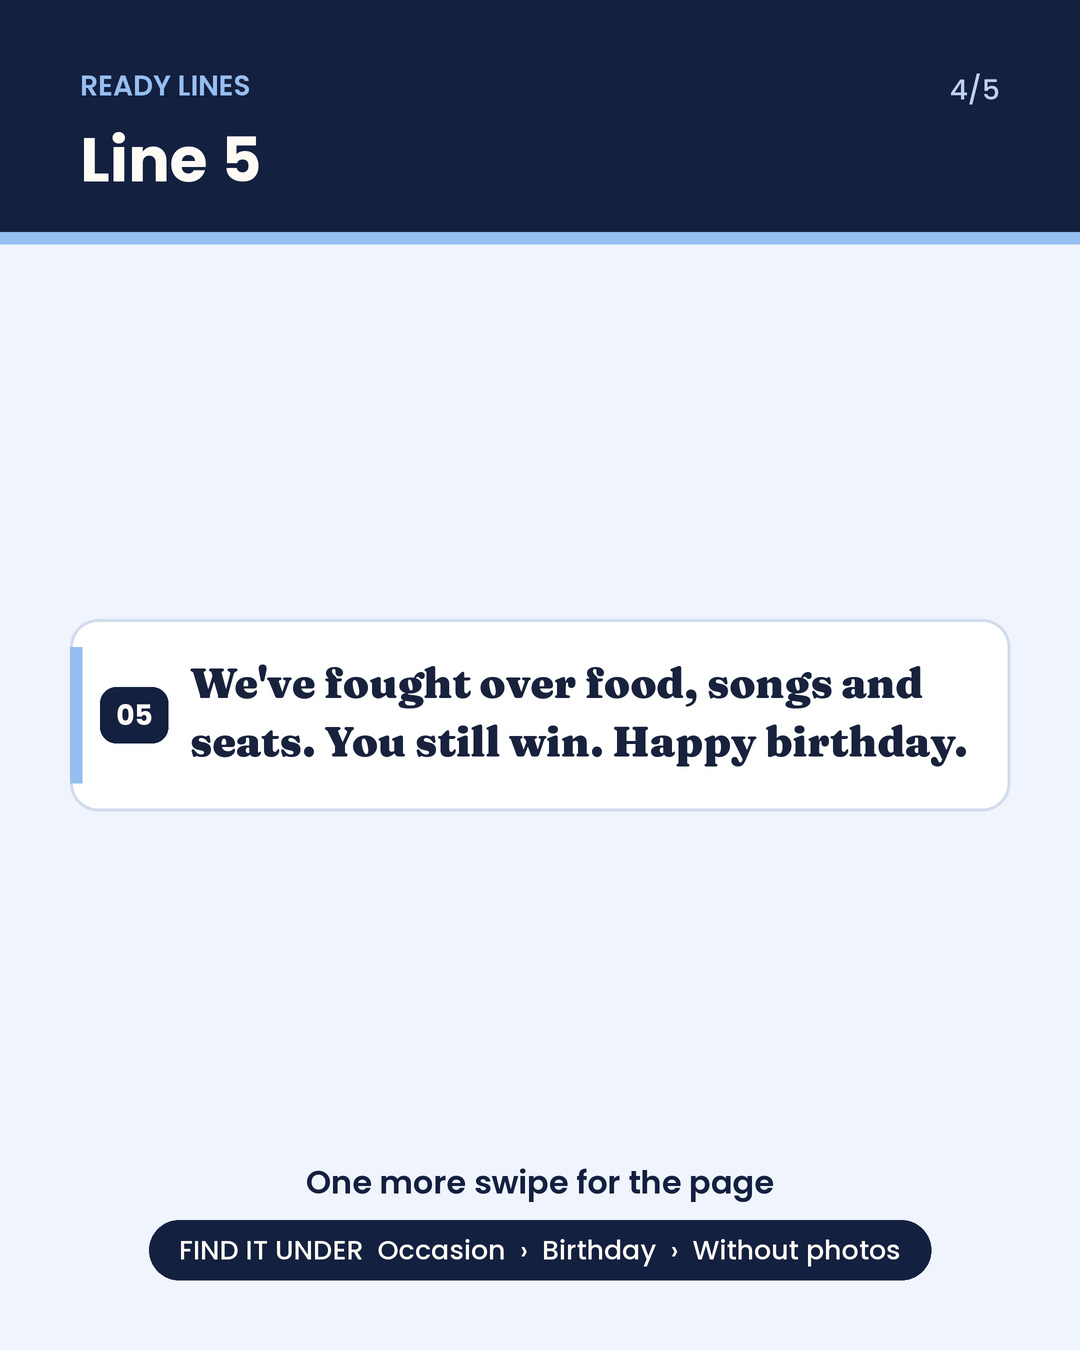 READY LINES
4/5
Line 5
05
We've fought over food, songs and
seats. You still win. Happy birthday.
One more swipe for the page
FIND IT UNDER Occasion › Birthday › Without photos